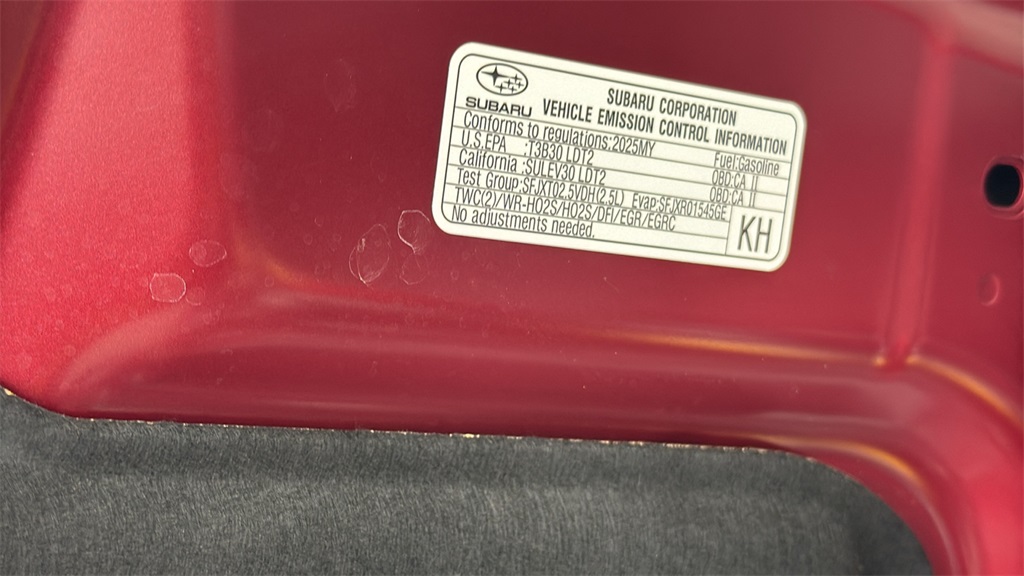 SUBARU
SUBARU CORPORATION
VEHICLE EMISSION CONTROL INFORMATION
Conforms to regulations:2025MY Fuel:Gasoline
U.S.EPA :T3B30 LDT2 OBD:CA II
California :SULEV30 LDT2 OBD:CA II
Test Group:SFJXT02.5VDH(2.5L) Evap:SFJXR01545GE
TWC(2)/WR-HO2S/HO2S/DFI/EGR/EGRC
No adjustments needed.
KH